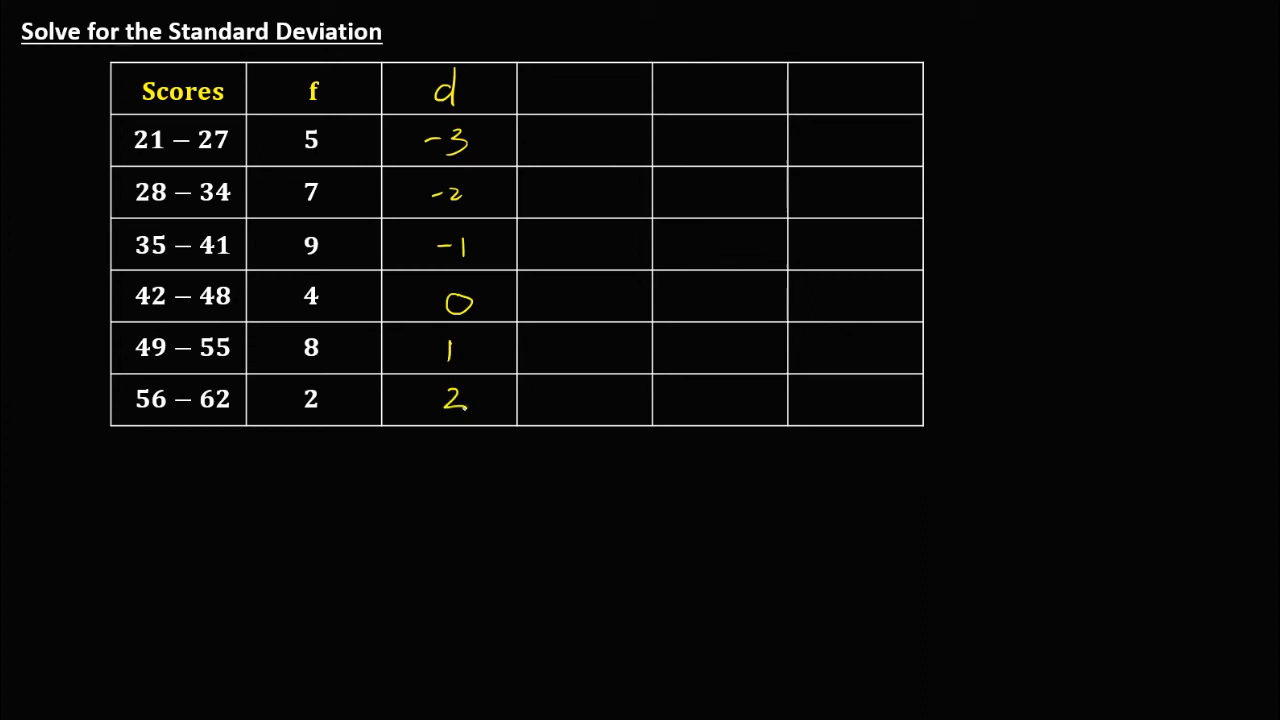 Solve for the Standard Deviation
Scores f d
21 – 27 5 -3
28 – 34 7 -2
35 – 41 9 -1
42 – 48 4 0
49 – 55 8 1
56 – 62 2 2